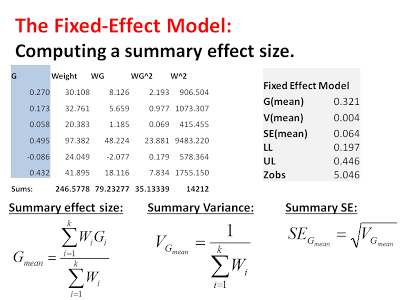 The Fixed-Effect Model:
Computing a summary effect size.
G Weight WG WG^2 W^2
0.270 30.108 8.126 2.193 906.504
0.173 32.761 5.659 0.977 1073.307
0.058 20.383 1.185 0.069 415.455
0.495 97.382 48.224 23.881 9483.220
-0.086 24.049 -2.077 0.179 578.364
0.432 41.895 18.116 7.834 1755.150
Sums: 246.5778 79.23277 35.13339 14212
Fixed Effect Model
G(mean) 0.321
V(mean) 0.004
SE(mean) 0.064
LL 0.197
UL 0.446
Zobs 5.046
Summary effect size: Summary Variance: Summary SE:
G_mean = \frac{\sum_{i=1}^{k} W_i G_i}{\sum_{i=1}^{k} W_i}
V_{G_{mean}} = \frac{1}{\sum_{i=1}^{k} W_i}
SE_{G_{mean}} = \sqrt{V_{G_{mean}}}